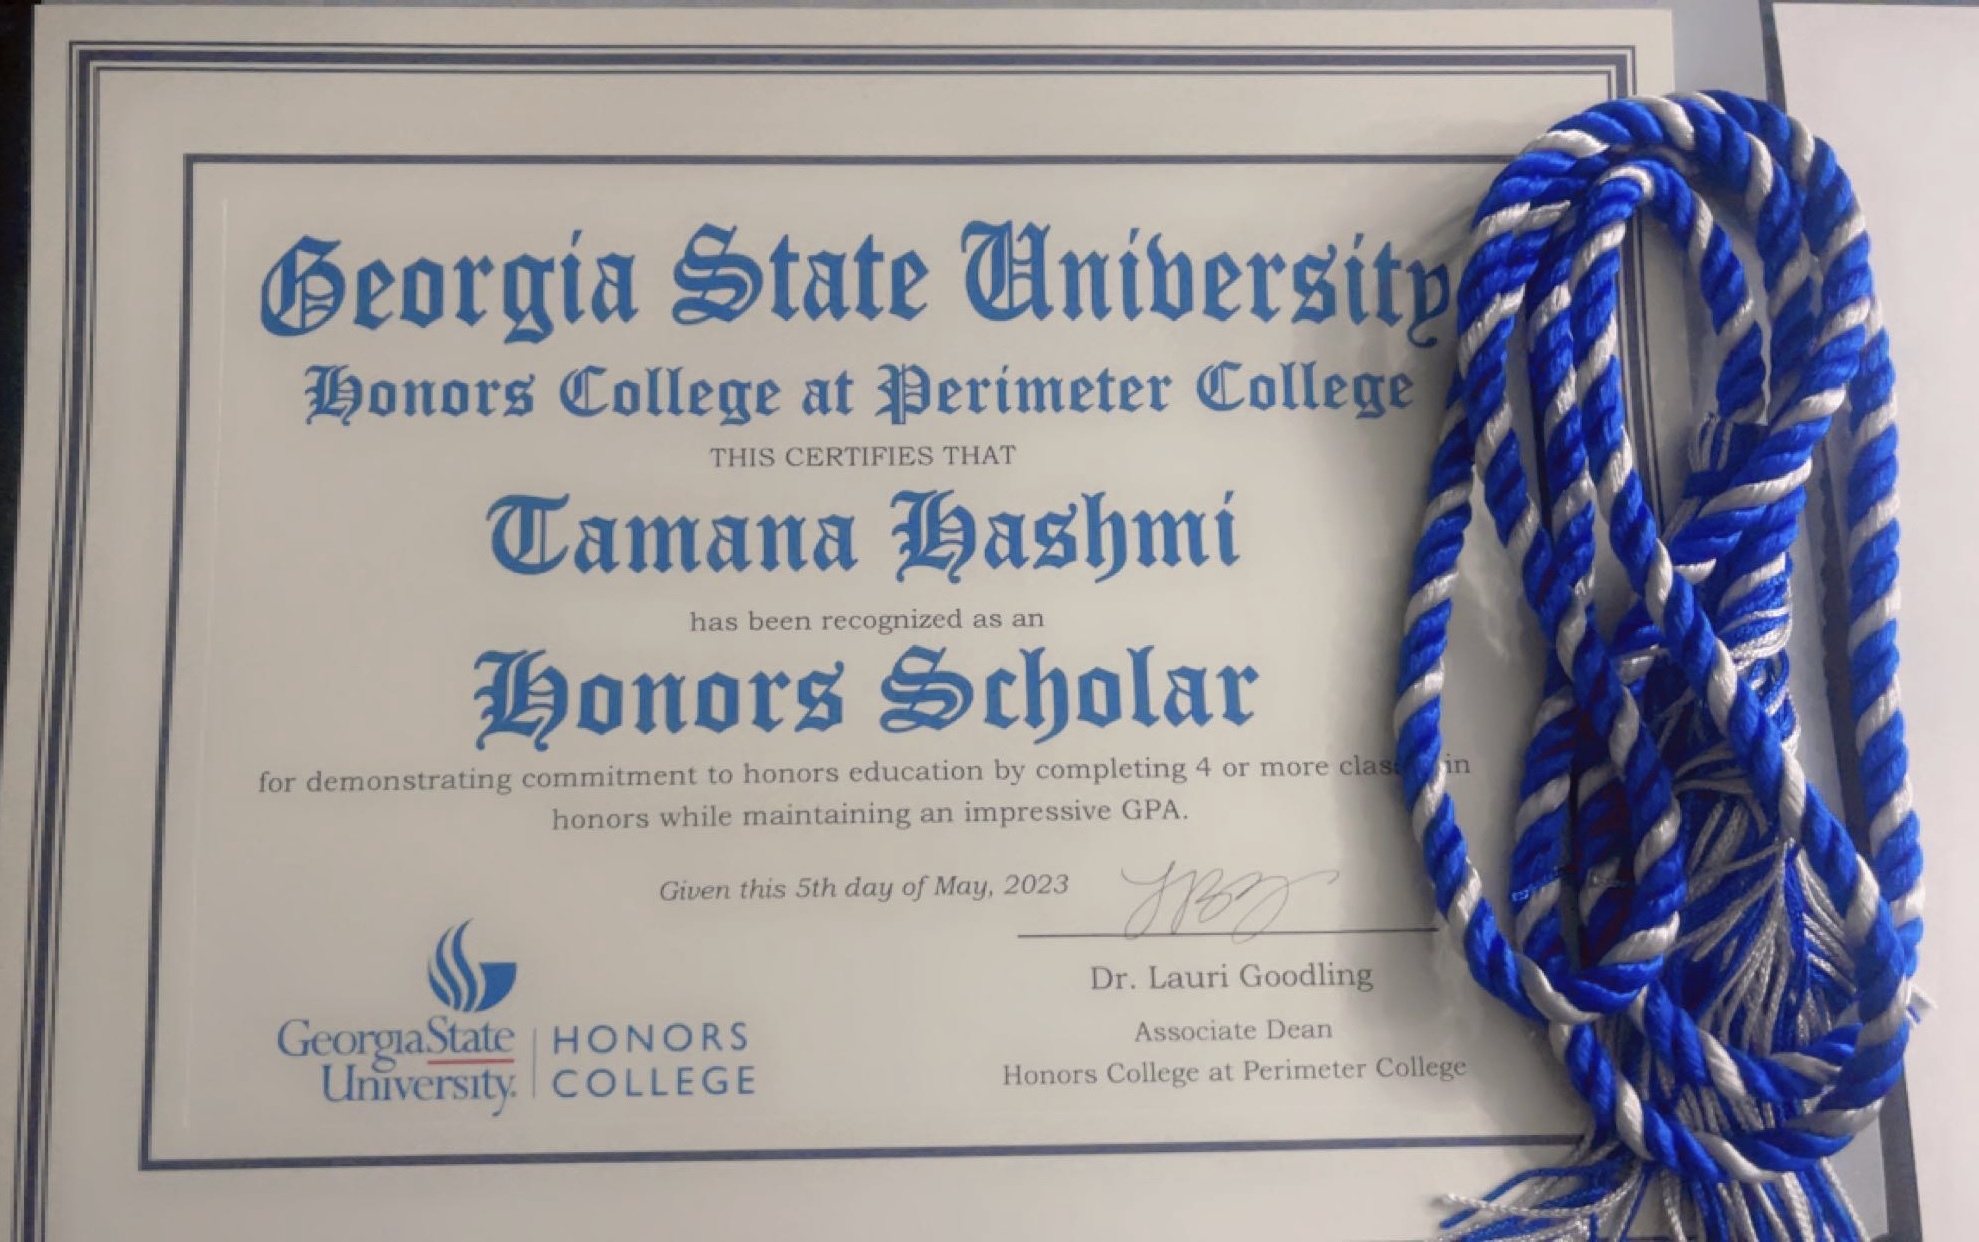 Georgia State University
Honors College at Perimeter College
THIS CERTIFIES THAT
Tamana Hashmi
has been recognized as an
Honors Scholar
for demonstrating commitment to honors education by completing 4 or more in
honors while maintaining an impressive GPA.
Given this 5th day of May, 2023
Dr. Lauri Goodling
Associate Dean
Honors College at Perimeter College
GeorgiaState
University.
HONORS
COLLEGE